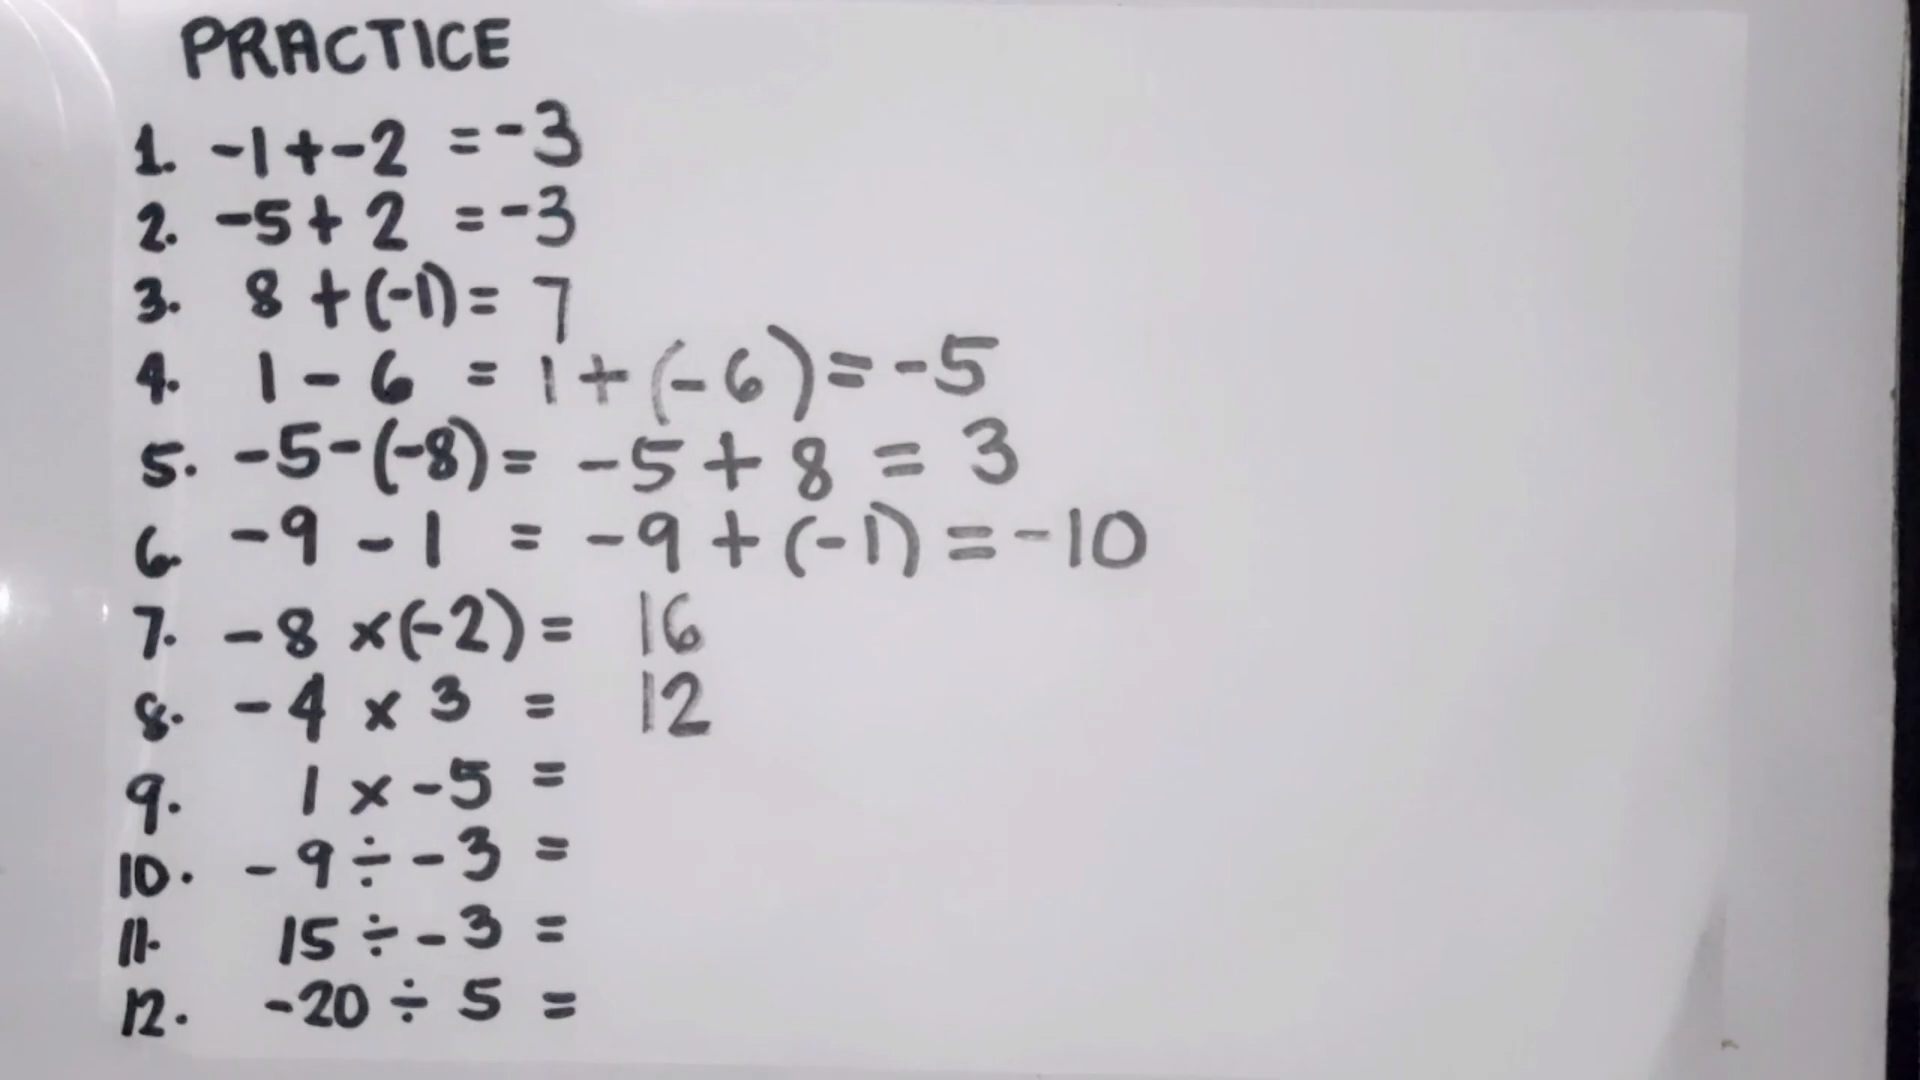 PRACTICE
1. -1+-2 = -3
2. -5+2 = -3
3. 8+(-1)= 7
4. 1-6 = 1+(-6)=-5
5. -5-(-8)= -5+8 = 3
6. -9-1 = -9+(-1)=-10
7. -8×(-2)= 16
8. -4×3 = 12
9. 1×-5 =
10. -9÷-3 =
11. 15÷-3 =
12. -20÷5 =